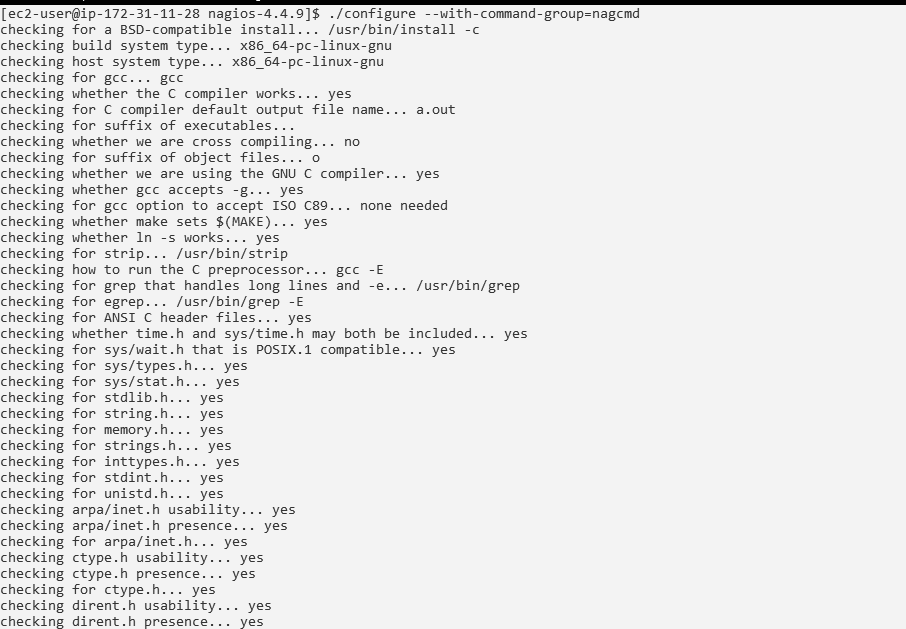 [ec2-user@ip-172-31-11-28 nagios-4.4.9]$ ./configure --with-command-group=nagcmd
checking for a BSD-compatible install... /usr/bin/install -c
checking build system type... x86_64-pc-linux-gnu
checking host system type... x86_64-pc-linux-gnu
checking for gcc... gcc
checking whether the C compiler works... yes
checking for C compiler default output file name... a.out
checking for suffix of executables...
checking whether we are cross compiling... no
checking for suffix of object files... o
checking whether we are using the GNU C compiler... yes
checking whether gcc accepts -g... yes
checking for gcc option to accept ISO C89... none needed
checking whether make sets $(MAKE)... yes
checking whether ln -s works... yes
checking for strip... /usr/bin/strip
checking how to run the C preprocessor... gcc -E
checking for grep that handles long lines and -e... /usr/bin/grep
checking for egrep... /usr/bin/grep -E
checking for ANSI C header files... yes
checking whether time.h and sys/time.h may both be included... yes
checking for sys/wait.h that is POSIX.1 compatible... yes
checking for sys/types.h... yes
checking for sys/stat.h... yes
checking for stdlib.h... yes
checking for string.h... yes
checking for memory.h... yes
checking for strings.h... yes
checking for inttypes.h... yes
checking for stdint.h... yes
checking for unistd.h... yes
checking arpa/inet.h usability... yes
checking arpa/inet.h presence... yes
checking for arpa/inet.h... yes
checking ctype.h usability... yes
checking ctype.h presence... yes
checking for ctype.h... yes
checking dirent.h usability... yes
checking dirent.h presence... yes